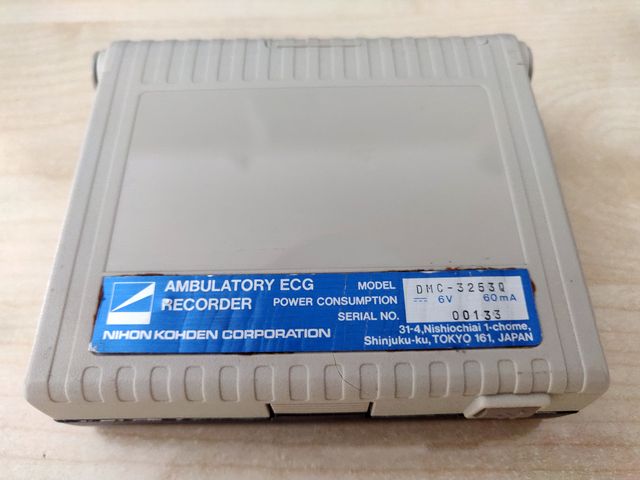 AMBULATORY ECG
RECORDER
NIHON KOHDEN CORPORATION
MODEL DMC-3253Q
POWER CONSUMPTION 6V 60mA
SERIAL NO. 00133
31-4,Nishiochiai 1-chome,
Shinjuku-ku, TOKYO 161, JAPAN